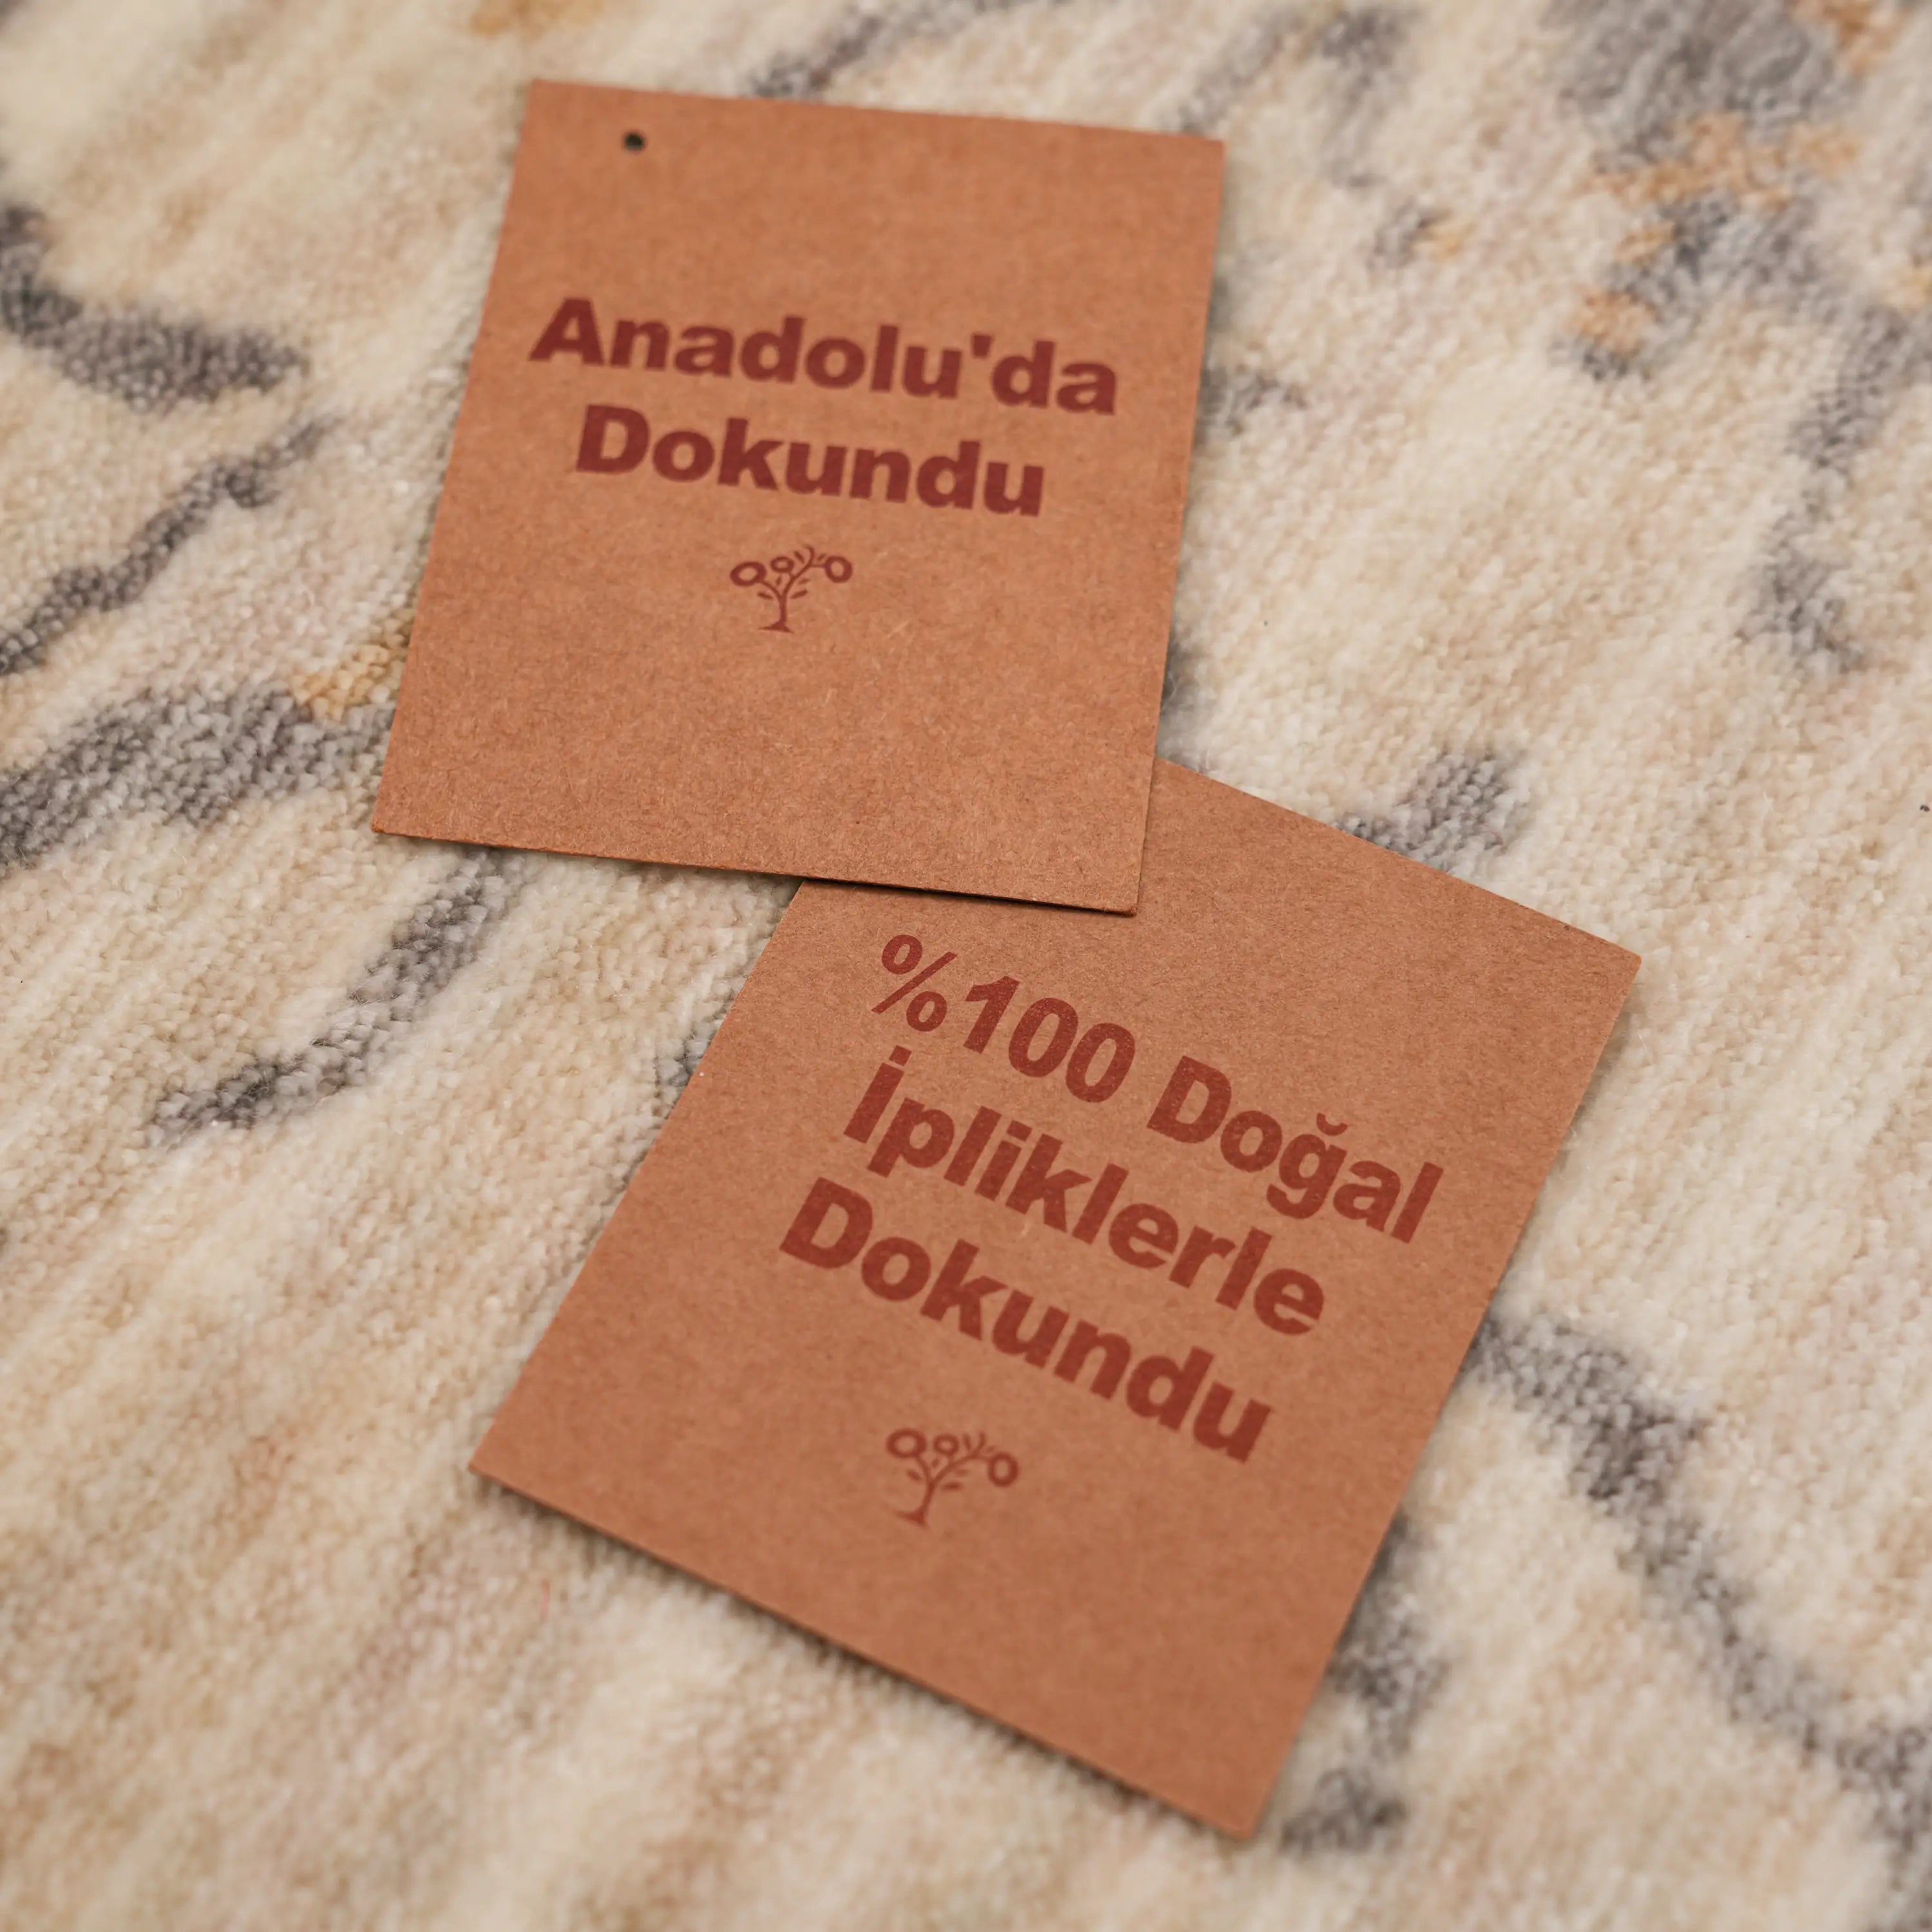 Anadolu'da
Dokundu
%100 Doğal
İpliklerle
Dokundu